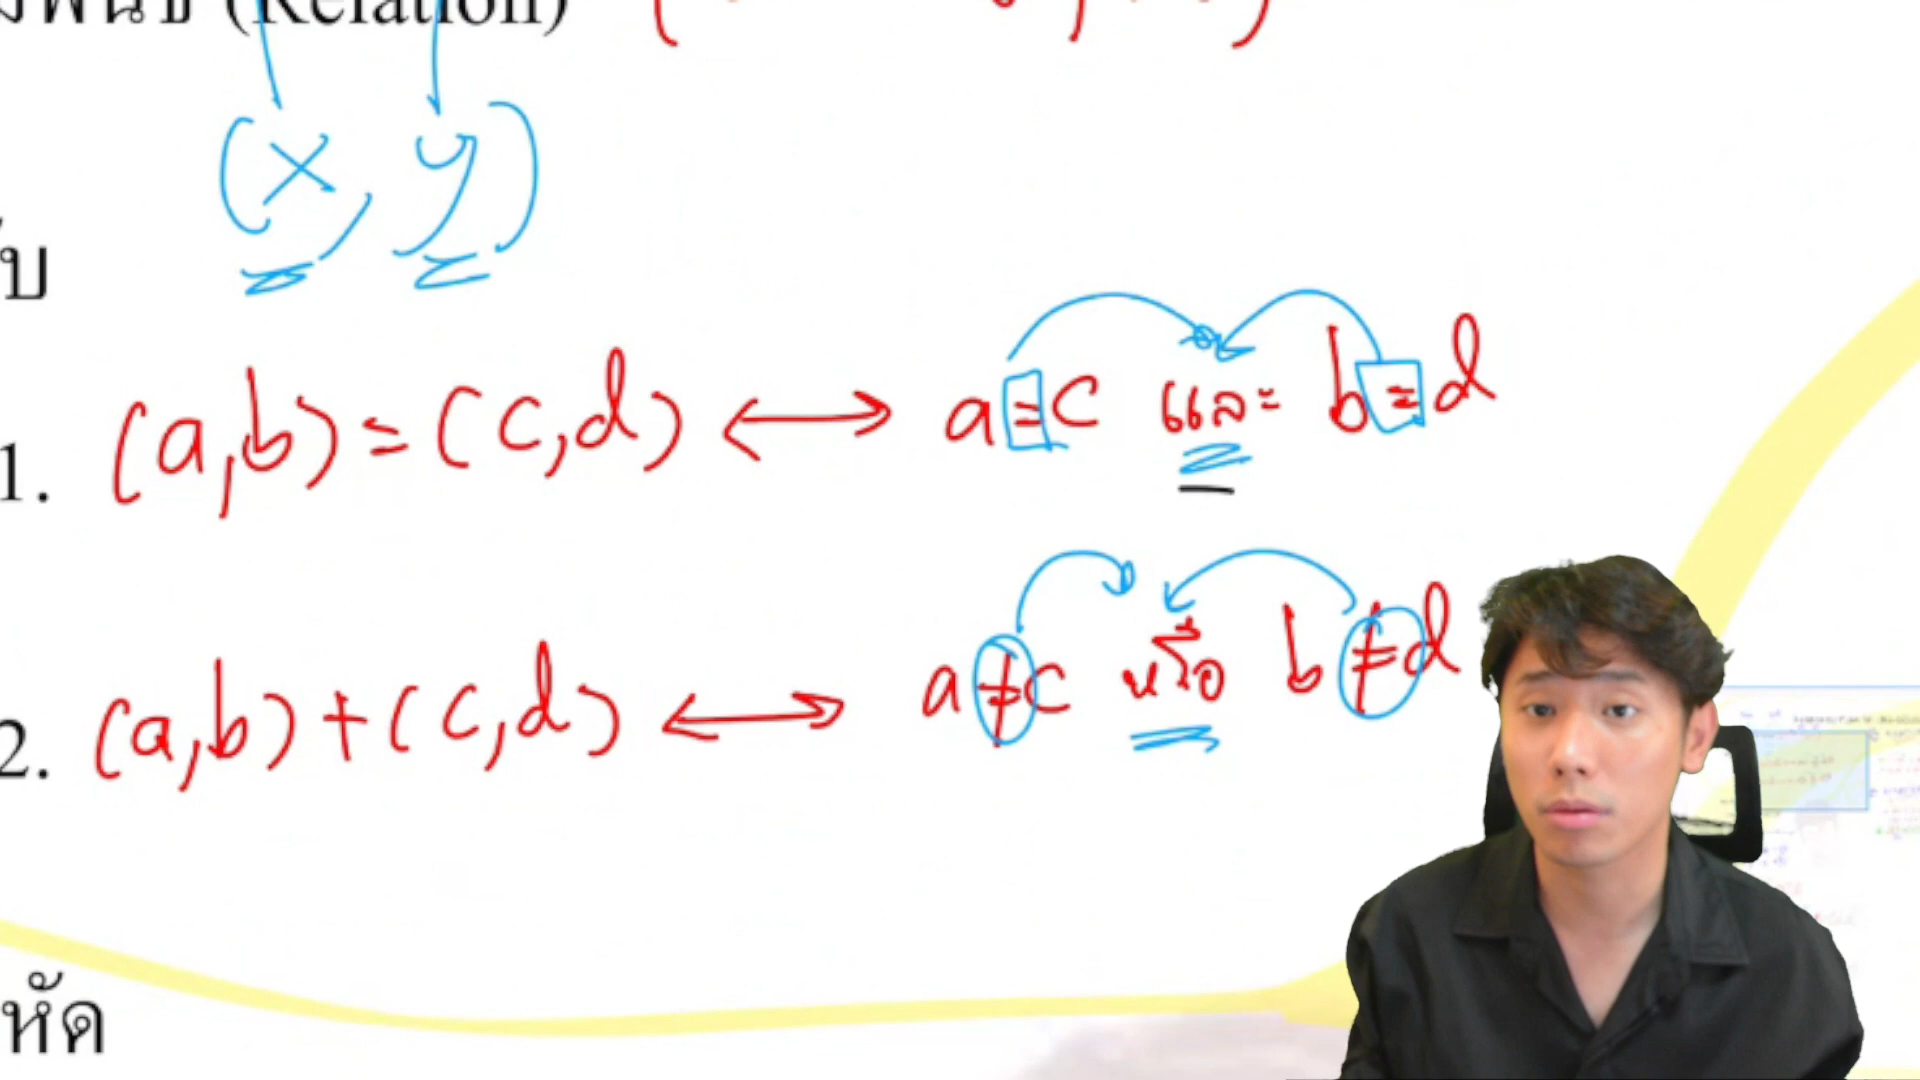 (Relation)
(x, y)
1. (a,b) = (c,d) ⟷ a = c และ b = d
2. (a,b) ≠ (c,d) ⟷ a ≠ c หรือ b ≠ d
หัด